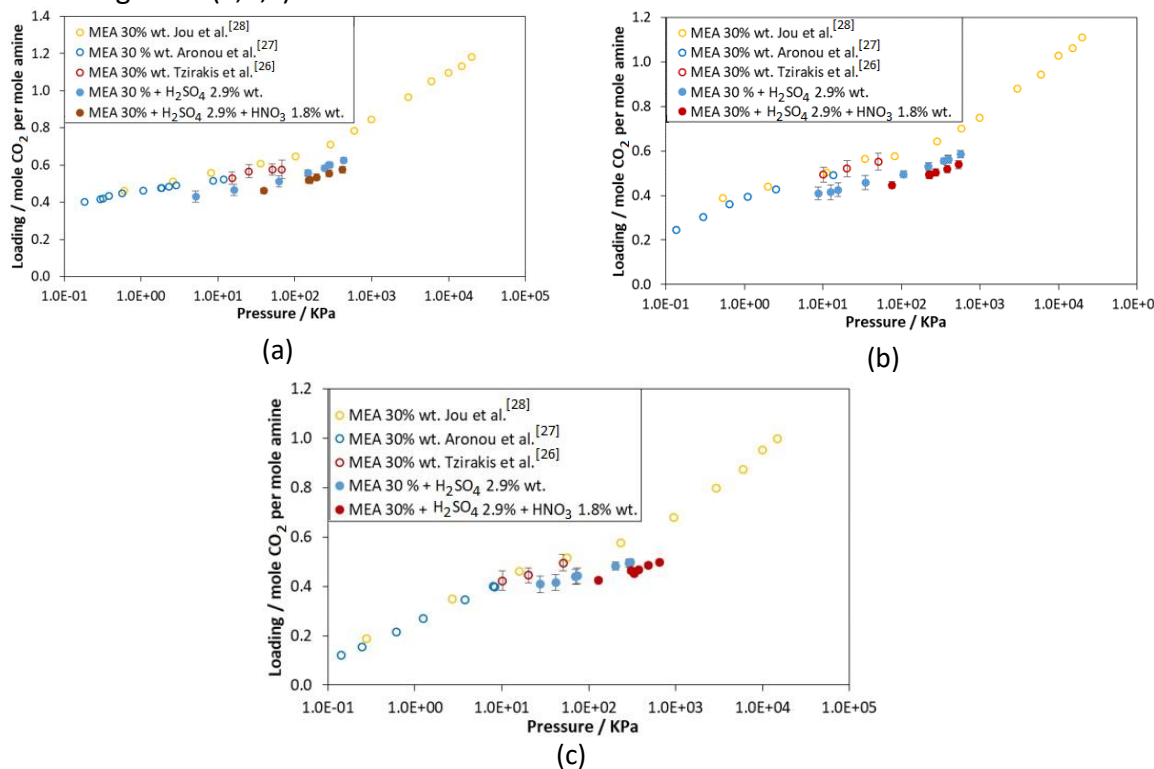 Loading / mole CO2 per mole amine
1.4
1.2
1.0
0.8
0.6
0.4
0.2
0.0
MEA 30% wt. Jou et al.[28]
MEA 30 % wt. Aronou et al.[27]
MEA 30% wt. Tzirakis et al.[26]
MEA 30 % + H2SO4 2.9% wt.
MEA 30% + H2SO4 2.9% + HNO3 1.8% wt.
1.0E-01 1.0E+00 1.0E+01 1.0E+02 1.0E+03 1.0E+04 1.0E+05
Pressure / KPa
(a)
Loading / mole CO2 per mole amine
1.2
1.0
0.8
0.6
0.4
0.2
0.0
MEA 30% wt. Jou et al.[28]
MEA 30% wt. Aronou et al.[27]
MEA 30% wt. Tzirakis et al.[26]
MEA 30 % + H2SO4 2.9% wt.
MEA 30% + H2SO4 2.9% + HNO3 1.8% wt.
1.0E-01 1.0E+00 1.0E+01 1.0E+02 1.0E+03 1.0E+04 1.0E+0
Pressure / KPa
(b)
Loading / mole CO2 per mole amine
1.2
1.0
0.8
0.6
0.4
0.2
0.0
MEA 30% wt. Jou et al.[28]
MEA 30% wt. Aronou et al.[27]
MEA 30% wt. Tzirakis et al.[26]
MEA 30 % + H2SO4 2.9% wt.
MEA 30% + H2SO4 2.9% + HNO3 1.8% wt.
1.0E-01 1.0E+00 1.0E+01 1.0E+02 1.0E+03 1.0E+04 1.0E+05
Pressure / KPa
(c)